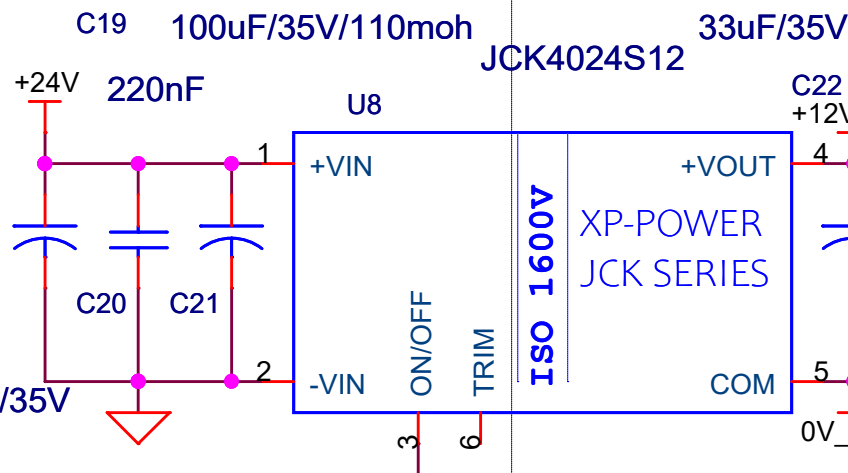 C19
100uF/35V/110moh
33uF/35V
JCK4024S12
+24V
220nF
C22
U8
+12V
1
+VIN
+VOUT
4
ISO 1600V
XP-POWER
JCK SERIES
C20
C21
ON/OFF
TRIM
2
-VIN
COM
5
/35V
3
6
0V_